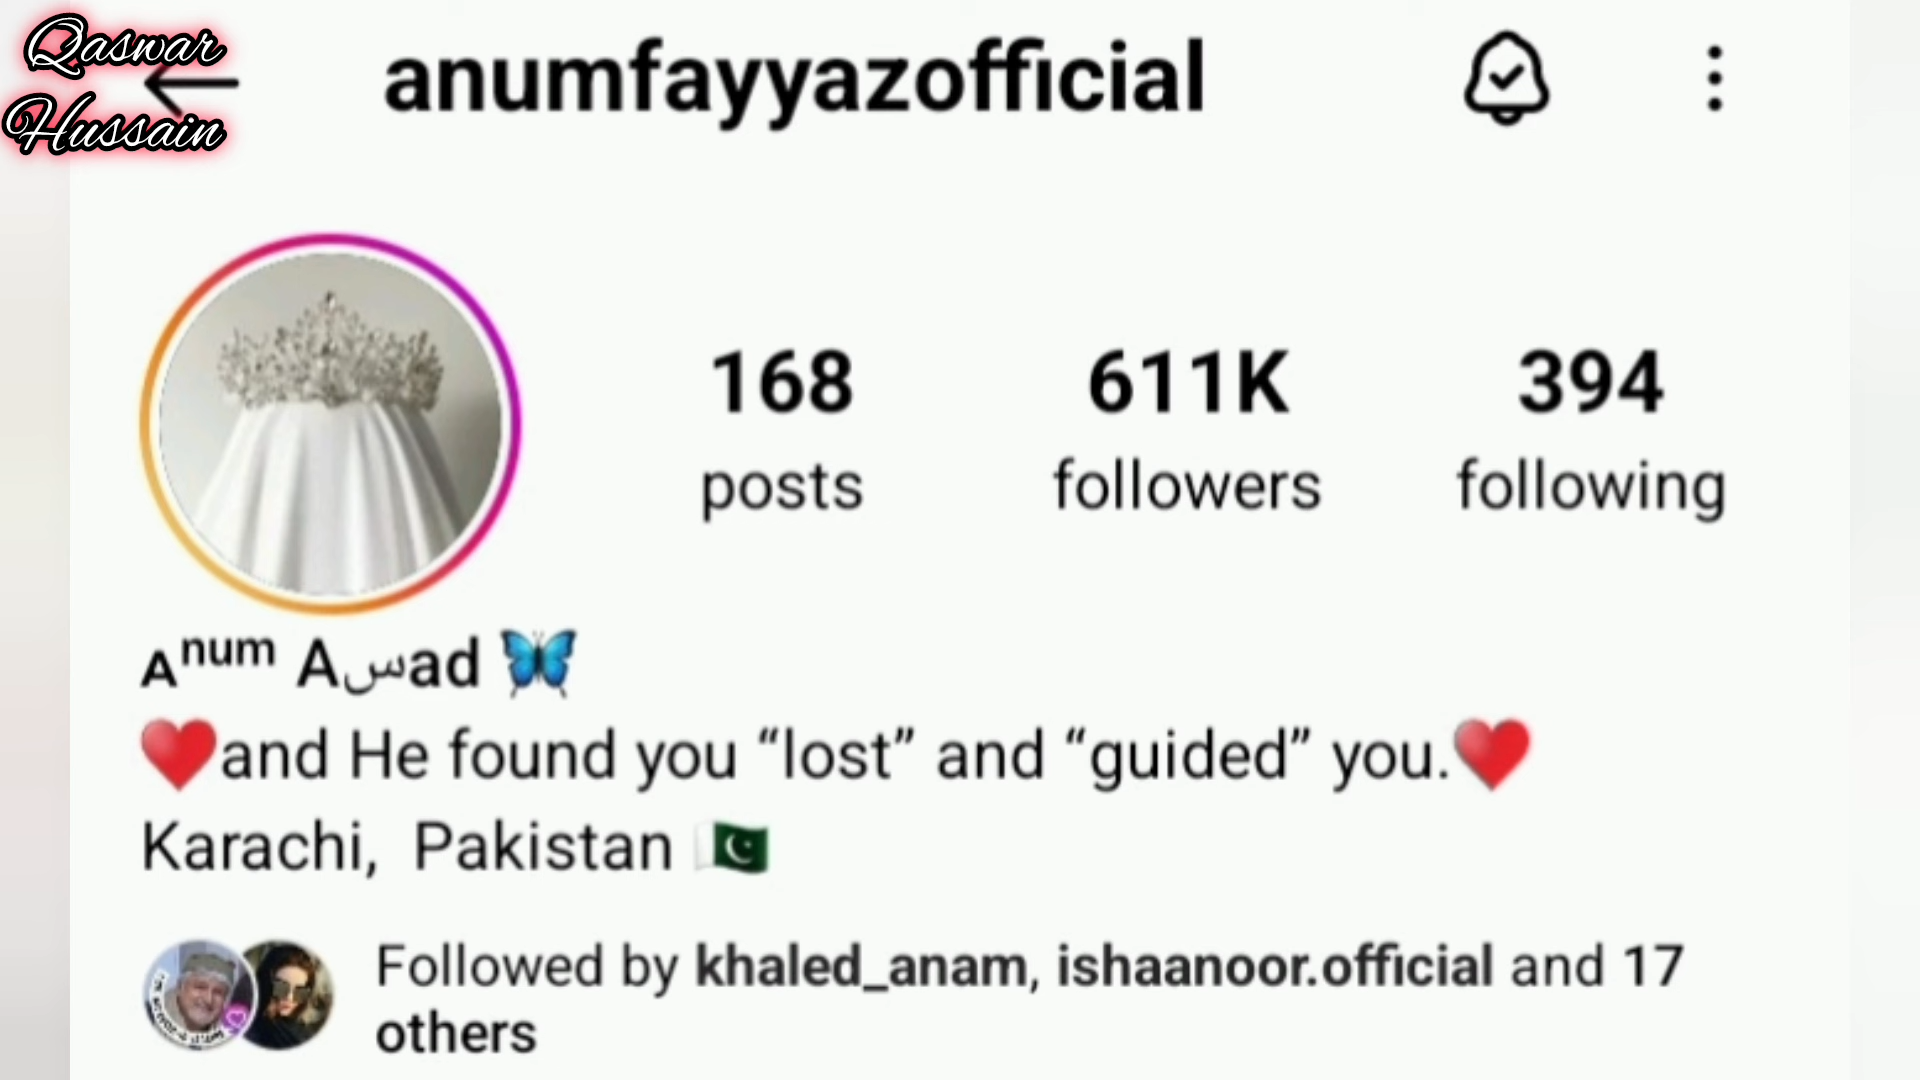 Qaswar
Hussain
anumfayyazofficial
168
posts
611K
followers
394
following
ᴀⁿᵘᵐ Aسad 🦋
♥️and He found you “lost” and “guided” you.♥️
Karachi, Pakistan 🇵🇰
Followed by khaled_anam, ishaanoor.official and 17
others